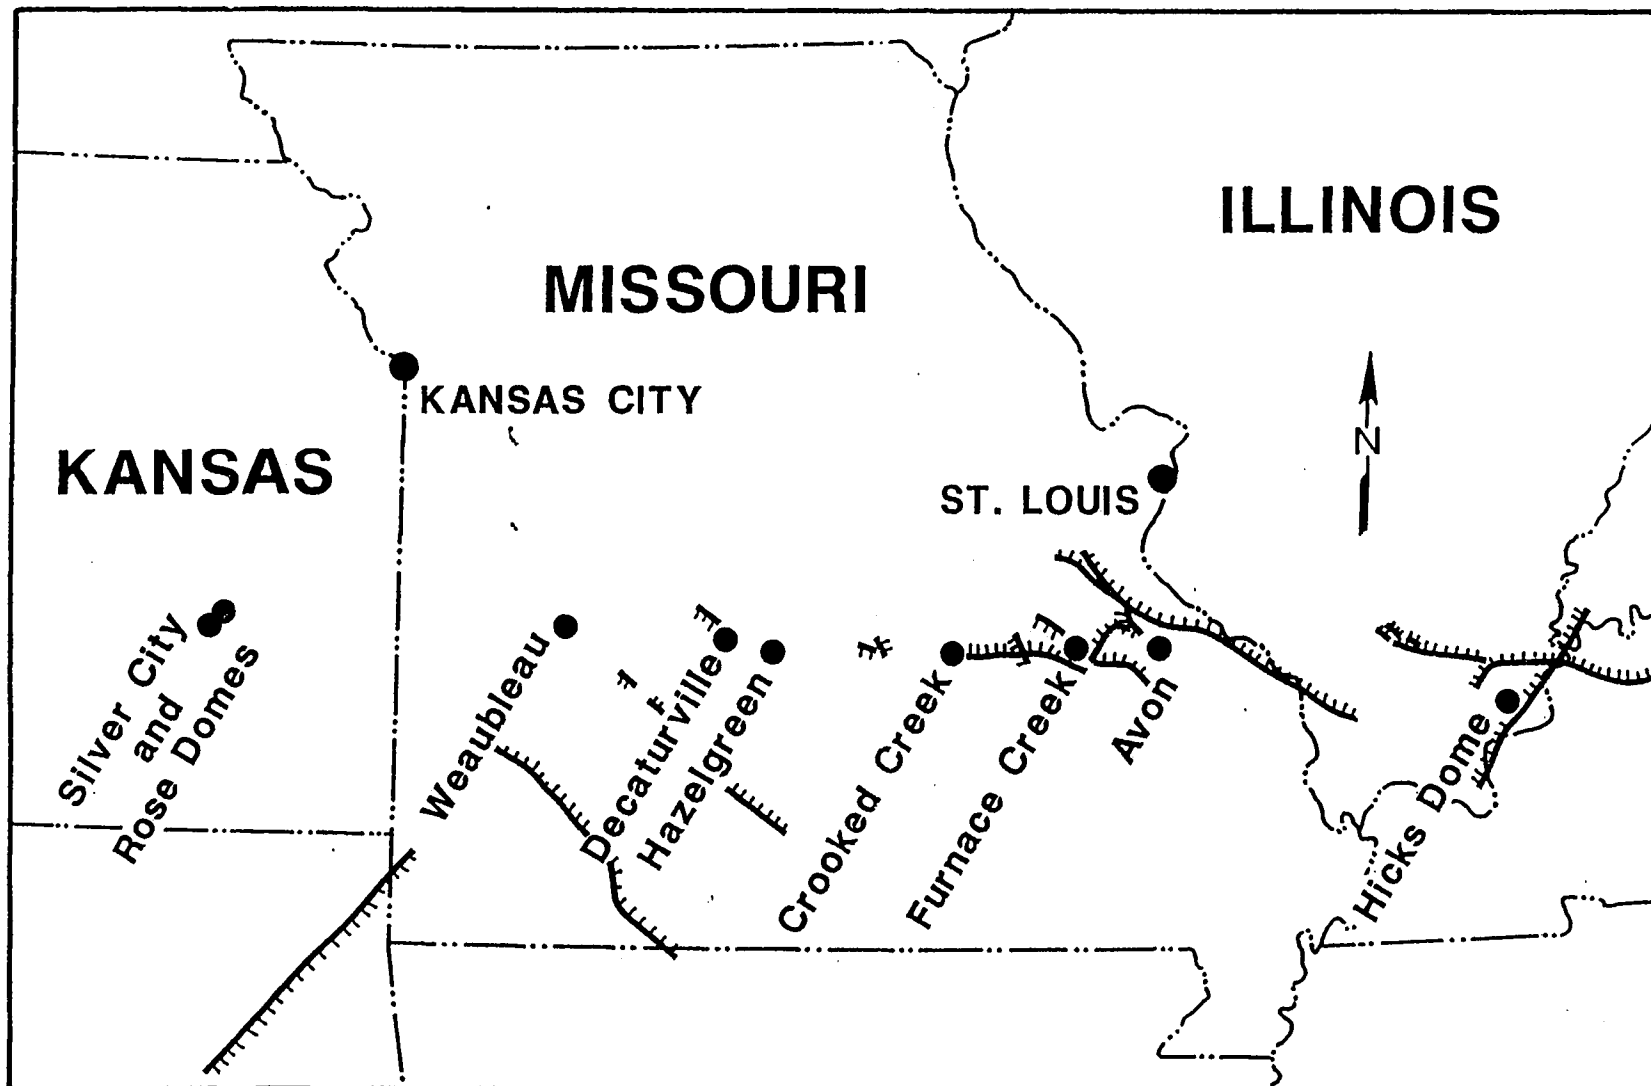 ILLINOIS
MISSOURI
KANSAS CITY
KANSAS
N
ST. LOUIS
Silver City
and
Rose Domes
Weaubleau
Decaturville
Hazelgreen
Crooked Creek
Furnace Creek
Avon
Hicks Dome